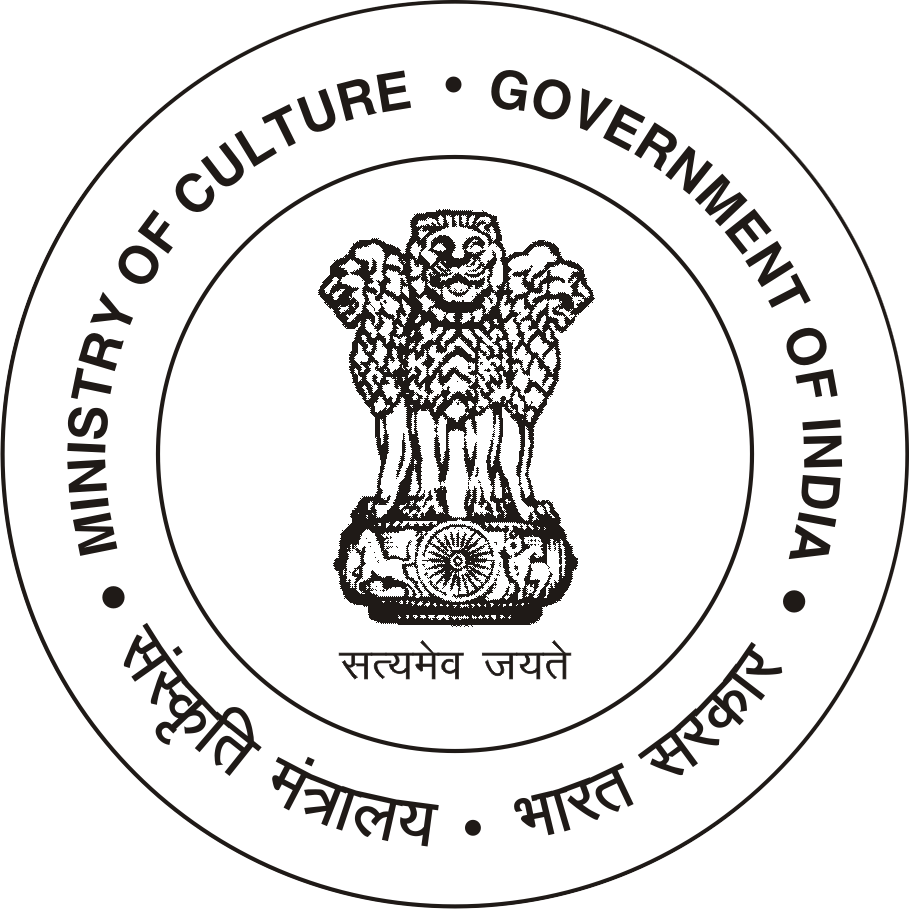 MINISTRY OF CULTURE • GOVERNMENT OF INDIA
सत्यमेव जयते
• संस्कृति मंत्रालय • भारत सरकार •